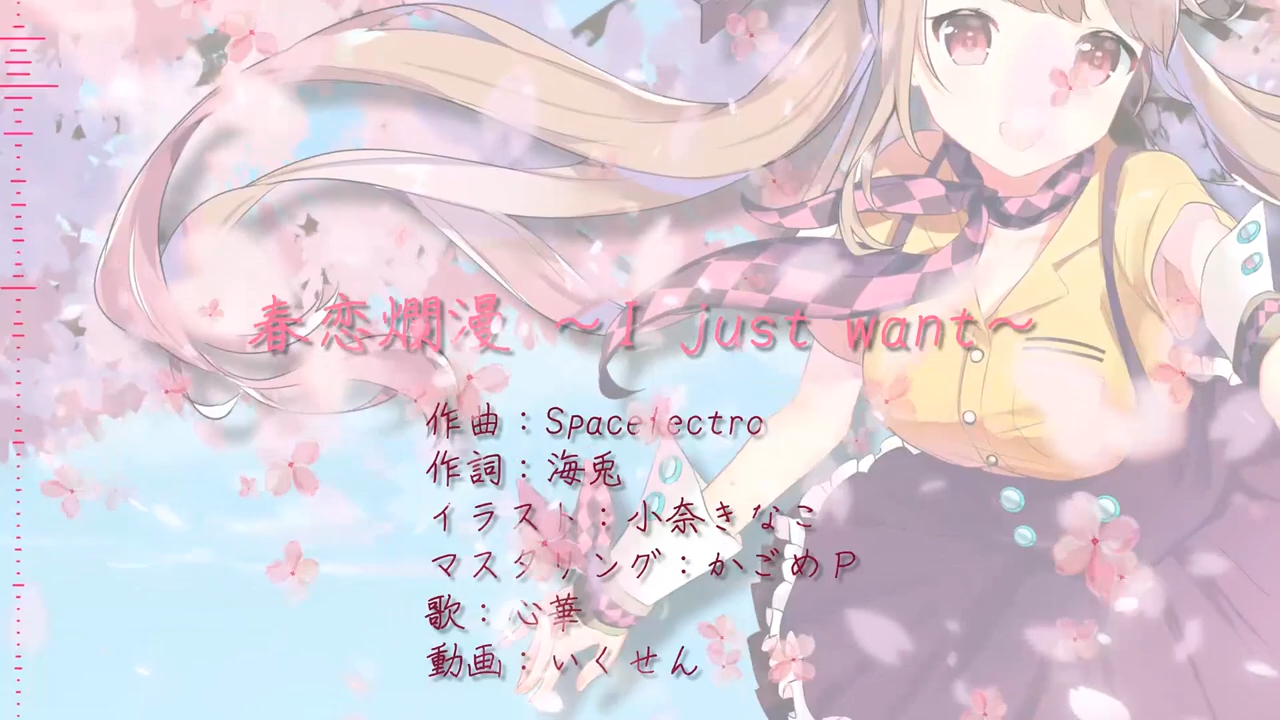 春恋爛漫 ～I just want～
作曲：Spacelectro
作詞：海兎
イラスト：小奈きなこ
マスタリング：かごめP
歌：心華
動画：いくせん